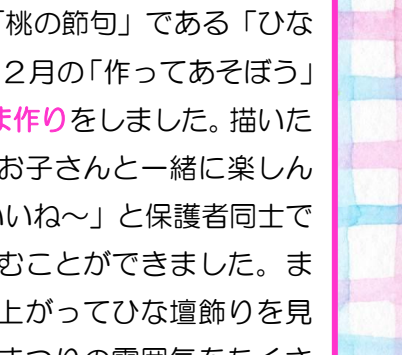 「桃の節句」である「ひな
２月の「作ってあそぼう」
ま作りをしました。描いた
お子さんと一緒に楽しん
いいね～」と保護者同士で
むことができました。ま
上がってひな壇飾りを見
まつりの雰囲気をたくさ